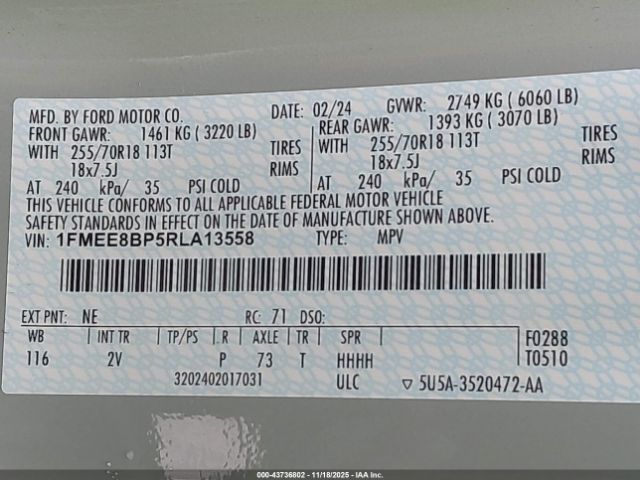 MFD. BY FORD MOTOR CO. DATE: 02/24 GVWR: 2749 KG ( 6060 LB)
FRONT GAWR: 1461 KG ( 3220 LB) REAR GAWR: 1393 KG ( 3070 LB)
WITH 255/70R18 113T TIRES WITH 255/70R18 113T TIRES
18x7.5J RIMS 18x7.5J RIMS
AT 240 kPa/ 35 PSI COLD AT 240 kPa/ 35 PSI COLD
THIS VEHICLE CONFORMS TO ALL APPLICABLE FEDERAL MOTOR VEHICLE
SAFETY STANDARDS IN EFFECT ON THE DATE OF MANUFACTURE SHOWN ABOVE.
VIN: 1FMEE8BP5RLA13558 TYPE: MPV
EXT PNT: NE RC: 71 DSO:
WB INT TR TP/PS R AXLE TR SPR F0288
116 2V P 73 T HHHH T0510
3202402017031 ULC ▽ 5U5A-3520472-AA
000-43736802 - 11/18/2025 - IAA Inc.